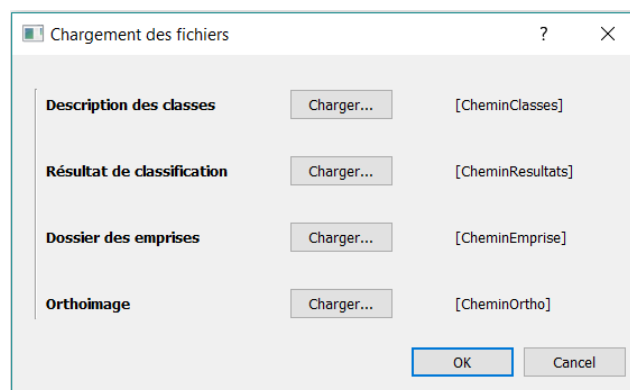 Chargement des fichiers
Description des classes Charger... [CheminClasses]
Résultat de classification Charger... [CheminResultats]
Dossier des emprises Charger... [CheminEmprise]
Orthoimage Charger... [CheminOrtho]
OK Cancel